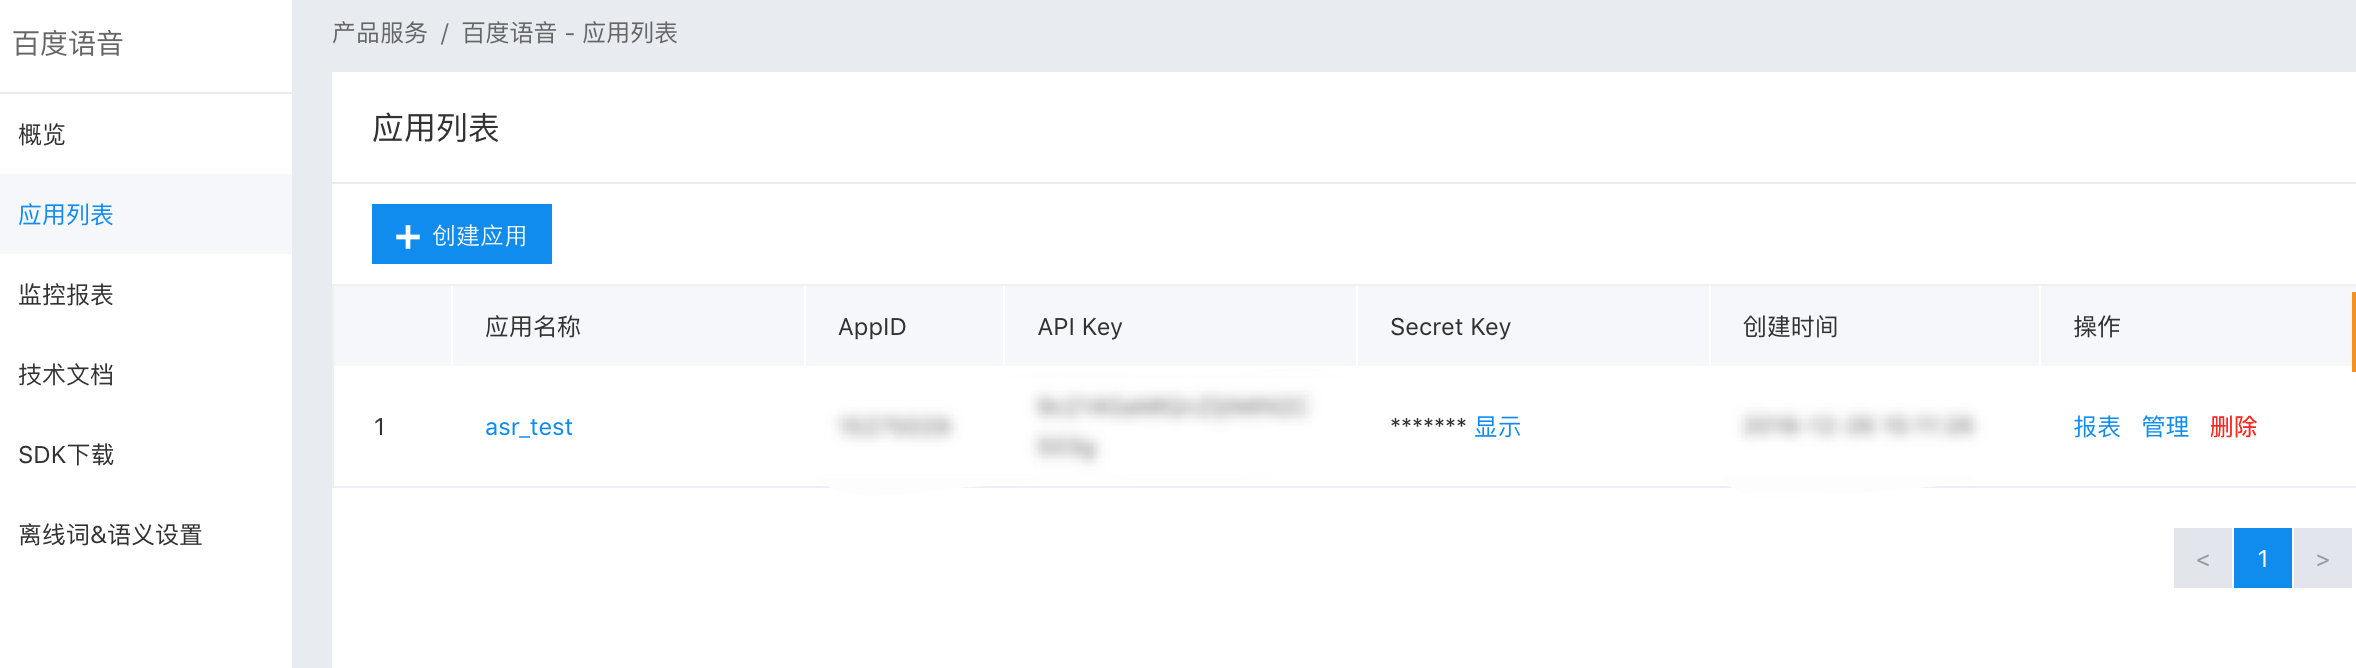 百度语音
概览
应用列表
监控报表
技术文档
SDK下载
离线词&语义设置
产品服务 / 百度语音 - 应用列表
应用列表
创建应用
应用名称 AppID API Key Secret Key 创建时间 操作
1 asr_test ******* 显示 报表 管理 删除
< 1 >